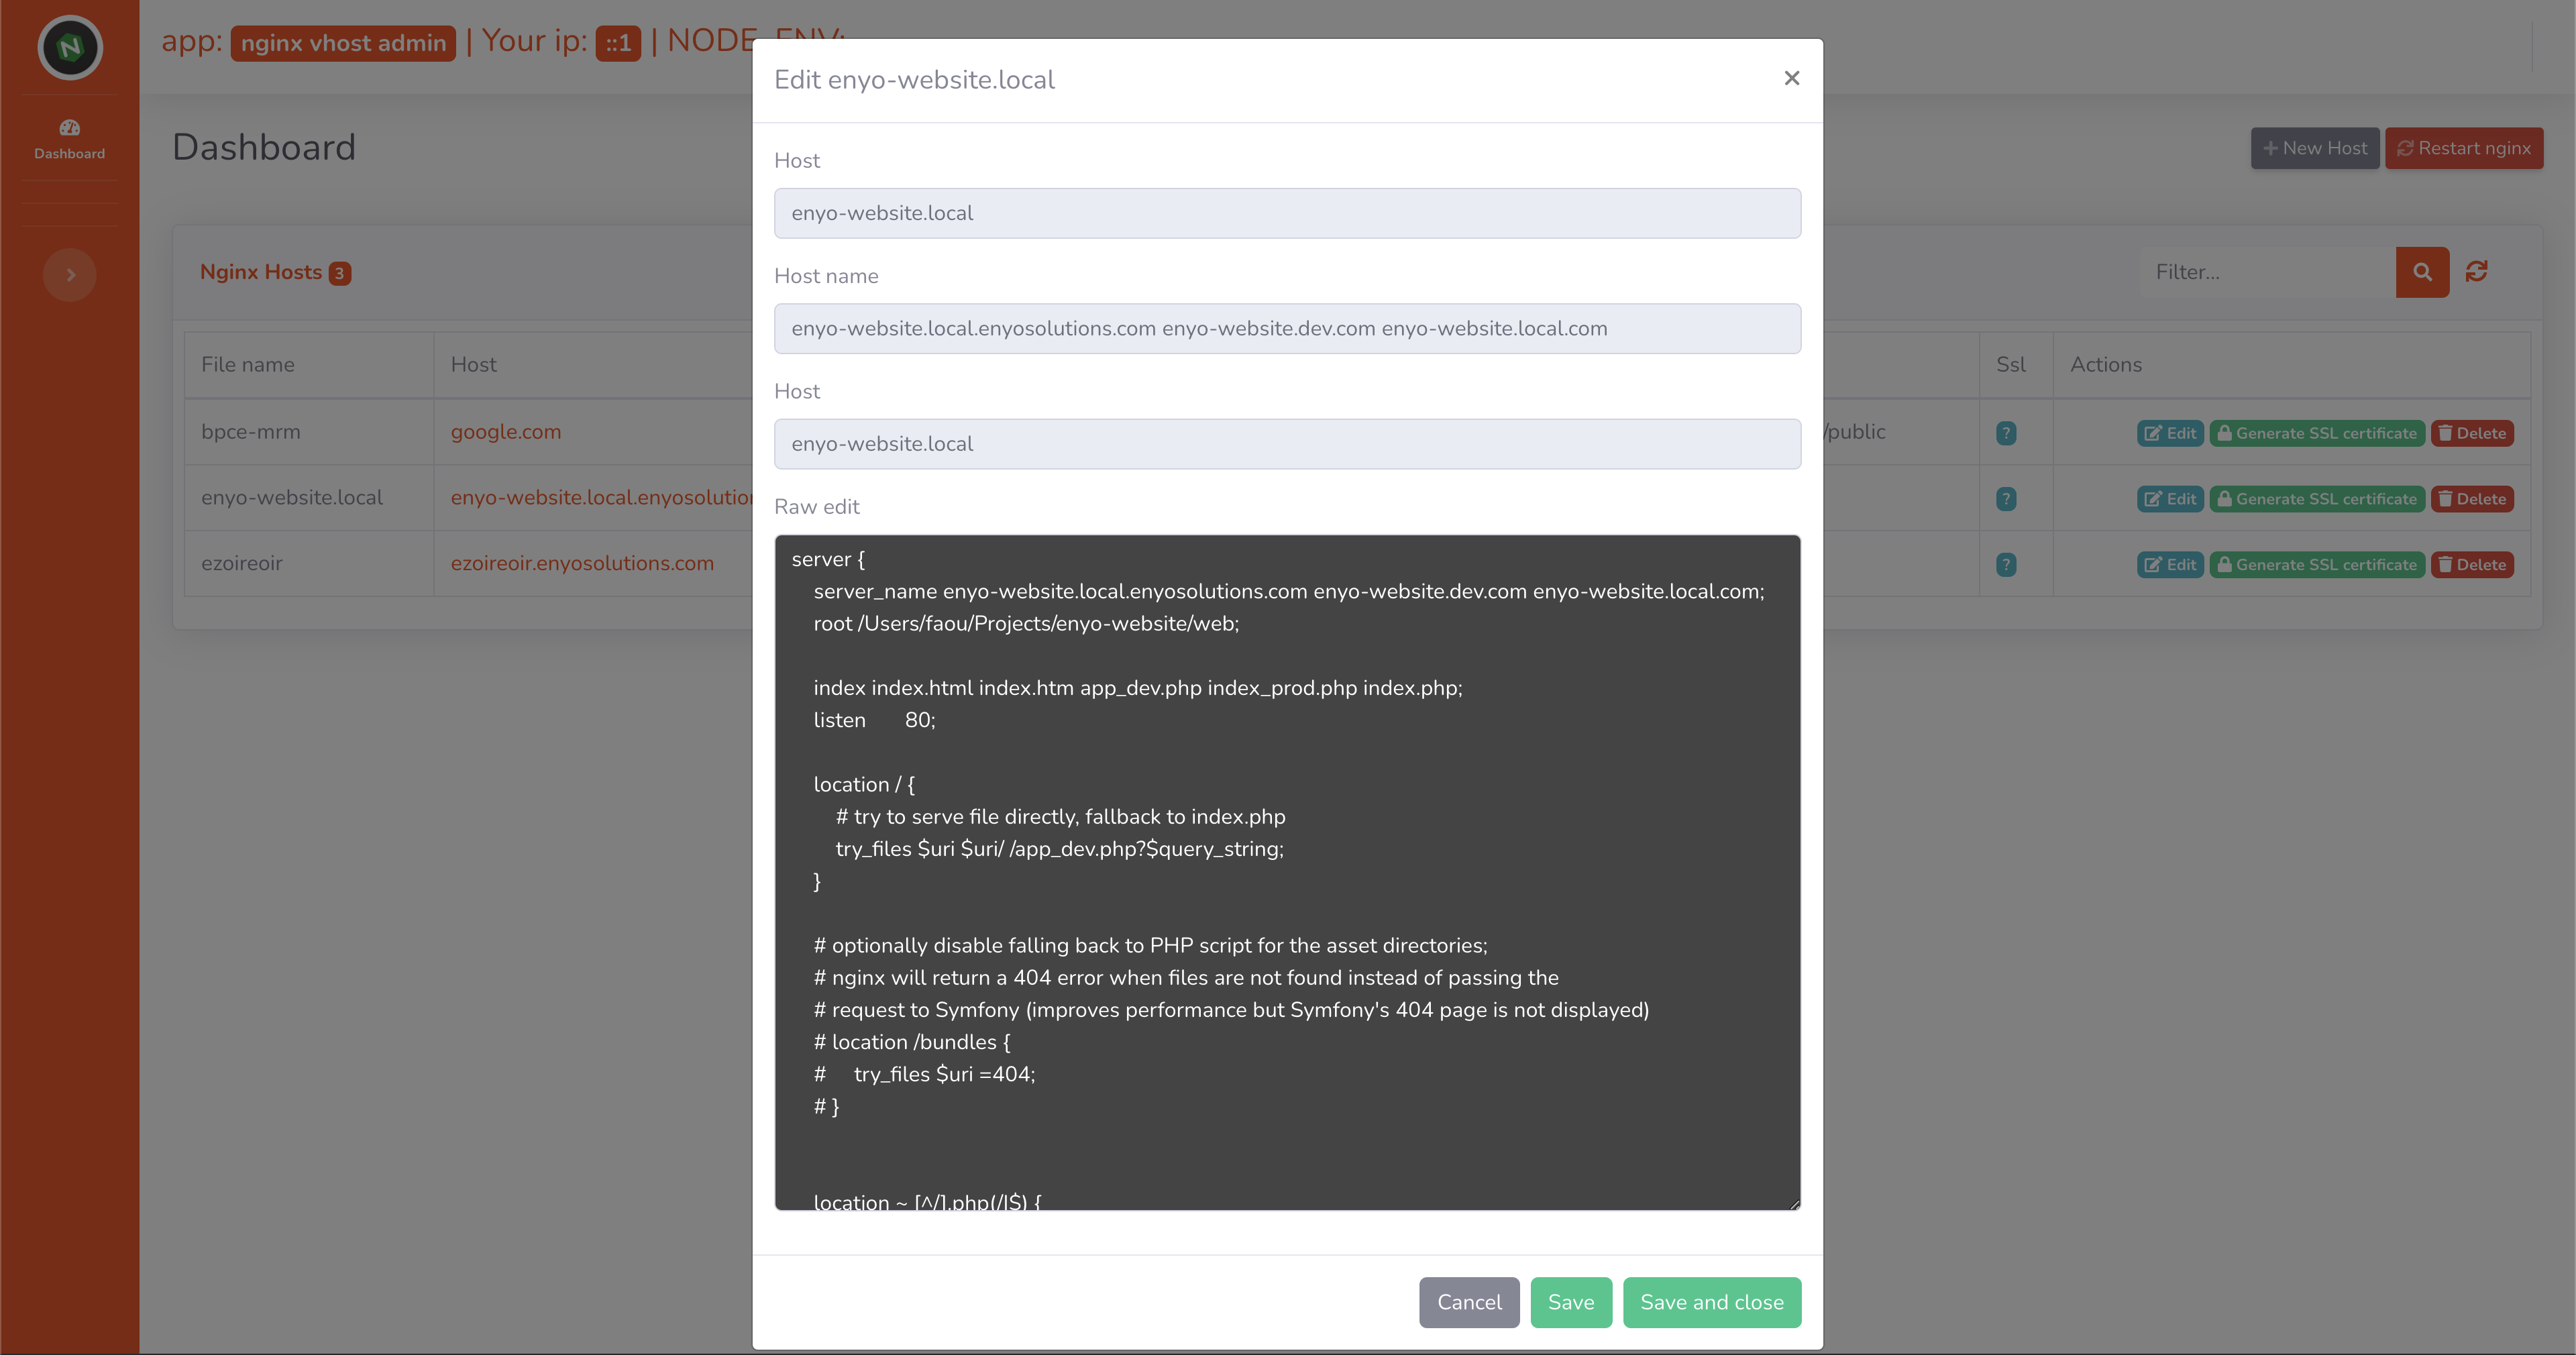 app: nginx vhost admin | Your ip: ::1 | NODE_ENV:
Dashboard
Dashboard
New Host
Restart nginx
Nginx Hosts 3
Filter...
File name
Host
Ssl
Actions
bpce-mrm
google.com
/public
?
Edit
Generate SSL certificate
Delete
enyo-website.local
enyo-website.local.enyosolution
?
Edit
Generate SSL certificate
Delete
ezoireoir
ezoireoir.enyosolutions.com
?
Edit
Generate SSL certificate
Delete
Edit enyo-website.local
×
Host
enyo-website.local
Host name
enyo-website.local.enyosolutions.com enyo-website.dev.com enyo-website.local.com
Host
enyo-website.local
Raw edit
server {
server_name enyo-website.local.enyosolutions.com enyo-website.dev.com enyo-website.local.com;
root /Users/faou/Projects/enyo-website/web;
index index.html index.htm app_dev.php index_prod.php index.php;
listen 80;
location / {
# try to serve file directly, fallback to index.php
try_files $uri $uri/ /app_dev.php?$query_string;
}
# optionally disable falling back to PHP script for the asset directories;
# nginx will return a 404 error when files are not found instead of passing the
# request to Symfony (improves performance but Symfony's 404 page is not displayed)
# location /bundles {
# try_files $uri =404;
# }
location ~ [^/].php(/|$) {
Cancel
Save
Save and close